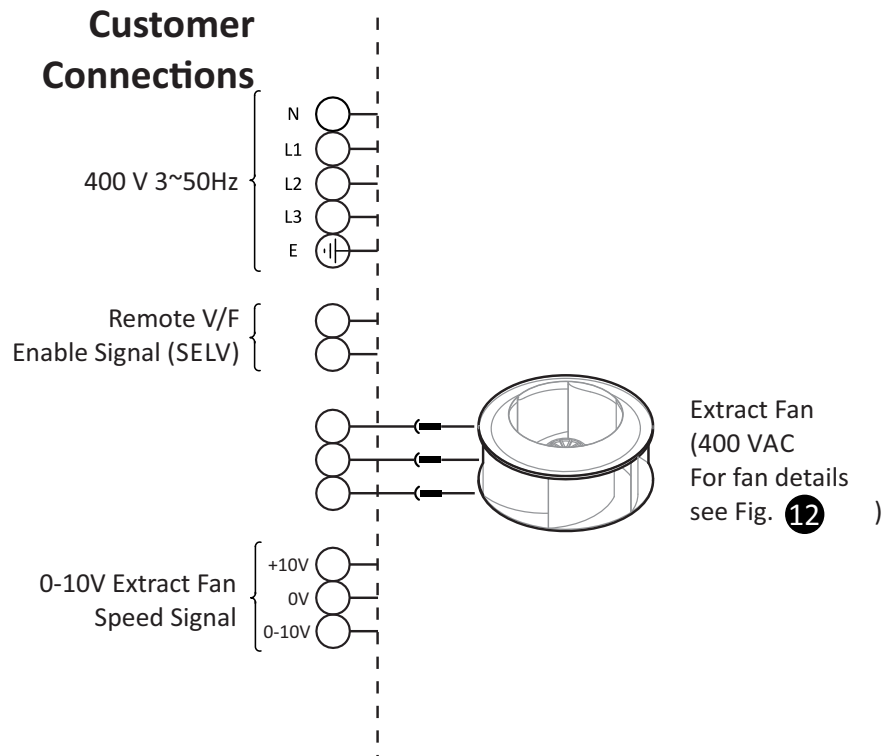 Customer
Connections
N
L1
400 V 3~50Hz
L2
L3
E
Remote V/F
Enable Signal (SELV)
Extract Fan
(400 VAC
For fan details
see Fig. 12 )
0-10V Extract Fan
Speed Signal
+10V
0V
0-10V